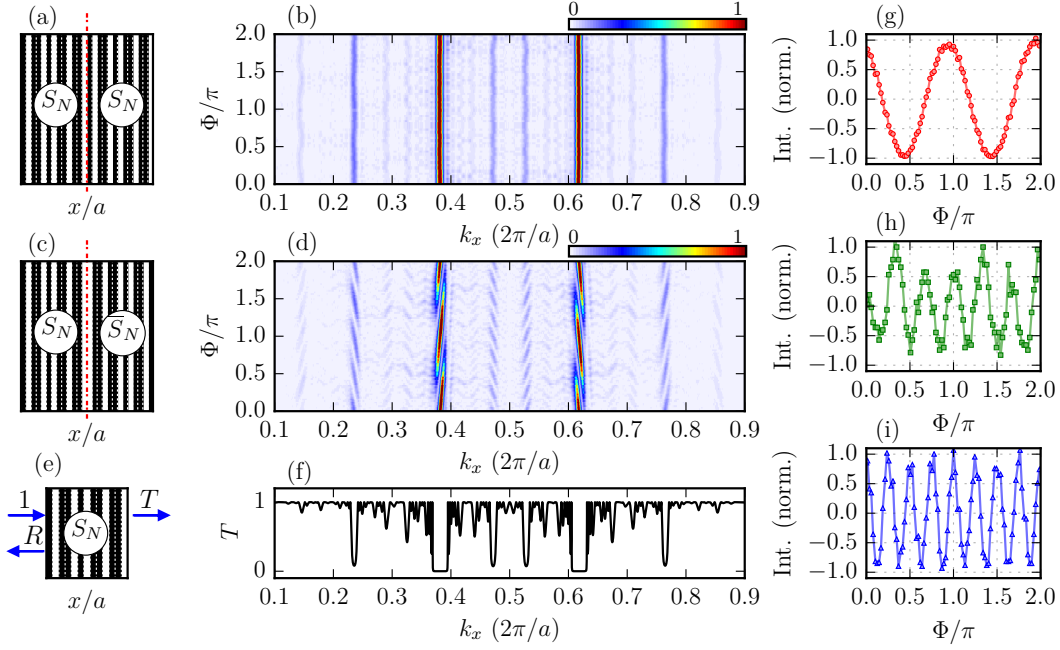 (a)
S_N S_N
x/a
(b)
0 1
2.0
1.5
1.0
0.5
0.0
Φ/π
0.1 0.2 0.3 0.4 0.5 0.6 0.7 0.8 0.9
k_x (2π/a)
(g)
1.0
0.5
0.0
−0.5
−1.0
Int. (norm.)
0.0 0.5 1.0 1.5 2.0
Φ/π
(c)
S_N S̅_N
x/a
(d)
0 1
2.0
1.5
1.0
0.5
0.0
Φ/π
0.1 0.2 0.3 0.4 0.5 0.6 0.7 0.8 0.9
k_x (2π/a)
(h)
1.0
0.5
0.0
−0.5
−1.0
Int. (norm.)
0.0 0.5 1.0 1.5 2.0
Φ/π
(e)
1 T
S_N
R
x/a
(f)
1
0
T
0.1 0.2 0.3 0.4 0.5 0.6 0.7 0.8 0.9
k_x (2π/a)
(i)
1.0
0.5
0.0
−0.5
−1.0
Int. (norm.)
0.0 0.5 1.0 1.5 2.0
Φ/π